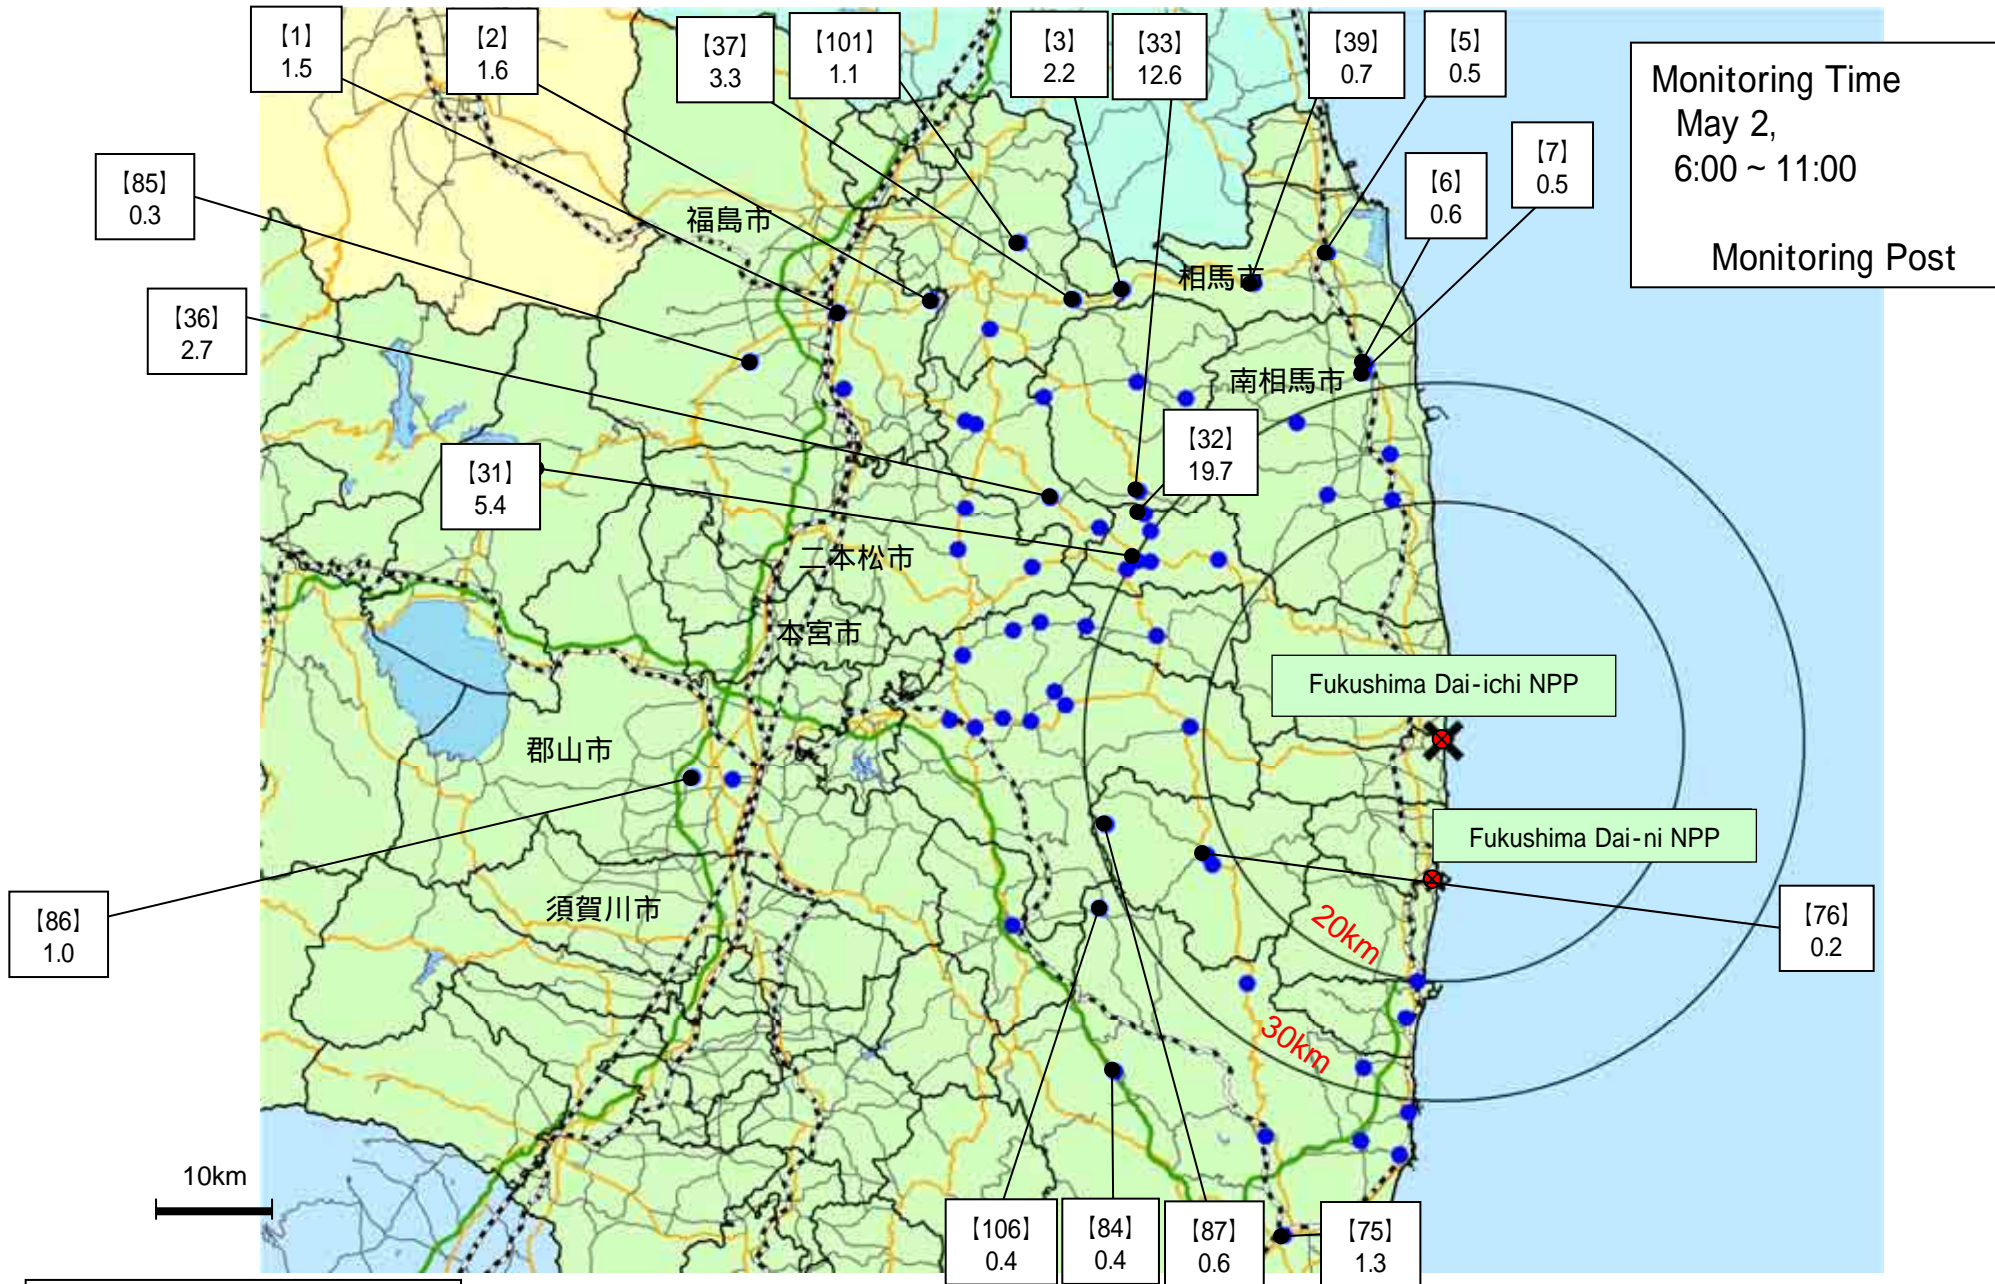 【1】
1.5
【2】
1.6
【37】
3.3
【101】
1.1
【3】
2.2
【33】
12.6
【39】
0.7
【5】
0.5
Monitoring Time
May 2,
6:00 ~ 11:00
Monitoring Post
【6】
0.6
【7】
0.5
【85】
0.3
福島市
相馬市
【36】
2.7
南相馬市
【32】
19.7
【31】
5.4
二本松市
本宮市
Fukushima Dai-ichi NPP
郡山市
Fukushima Dai-ni NPP
須賀川市
【86】
1.0
【76】
0.2
20km
30km
10km
【106】
0.4
【84】
0.4
【87】
0.6
【75】
1.3